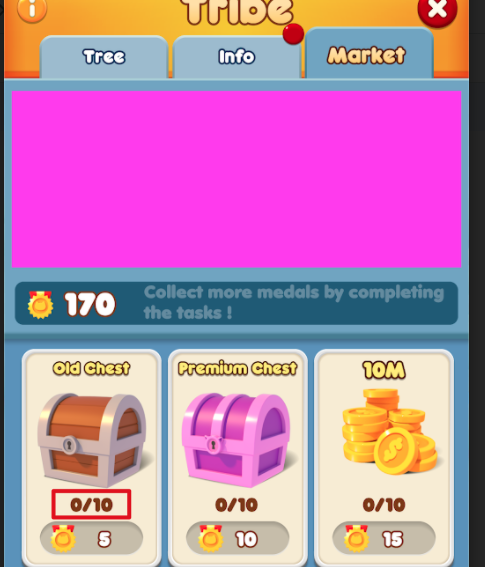 Tribe
Tree
Info
Market
170
Collect more medals by completing
the tasks !
Old Chest
Premium Chest
10M
0/10
0/10
0/10
5
10
15